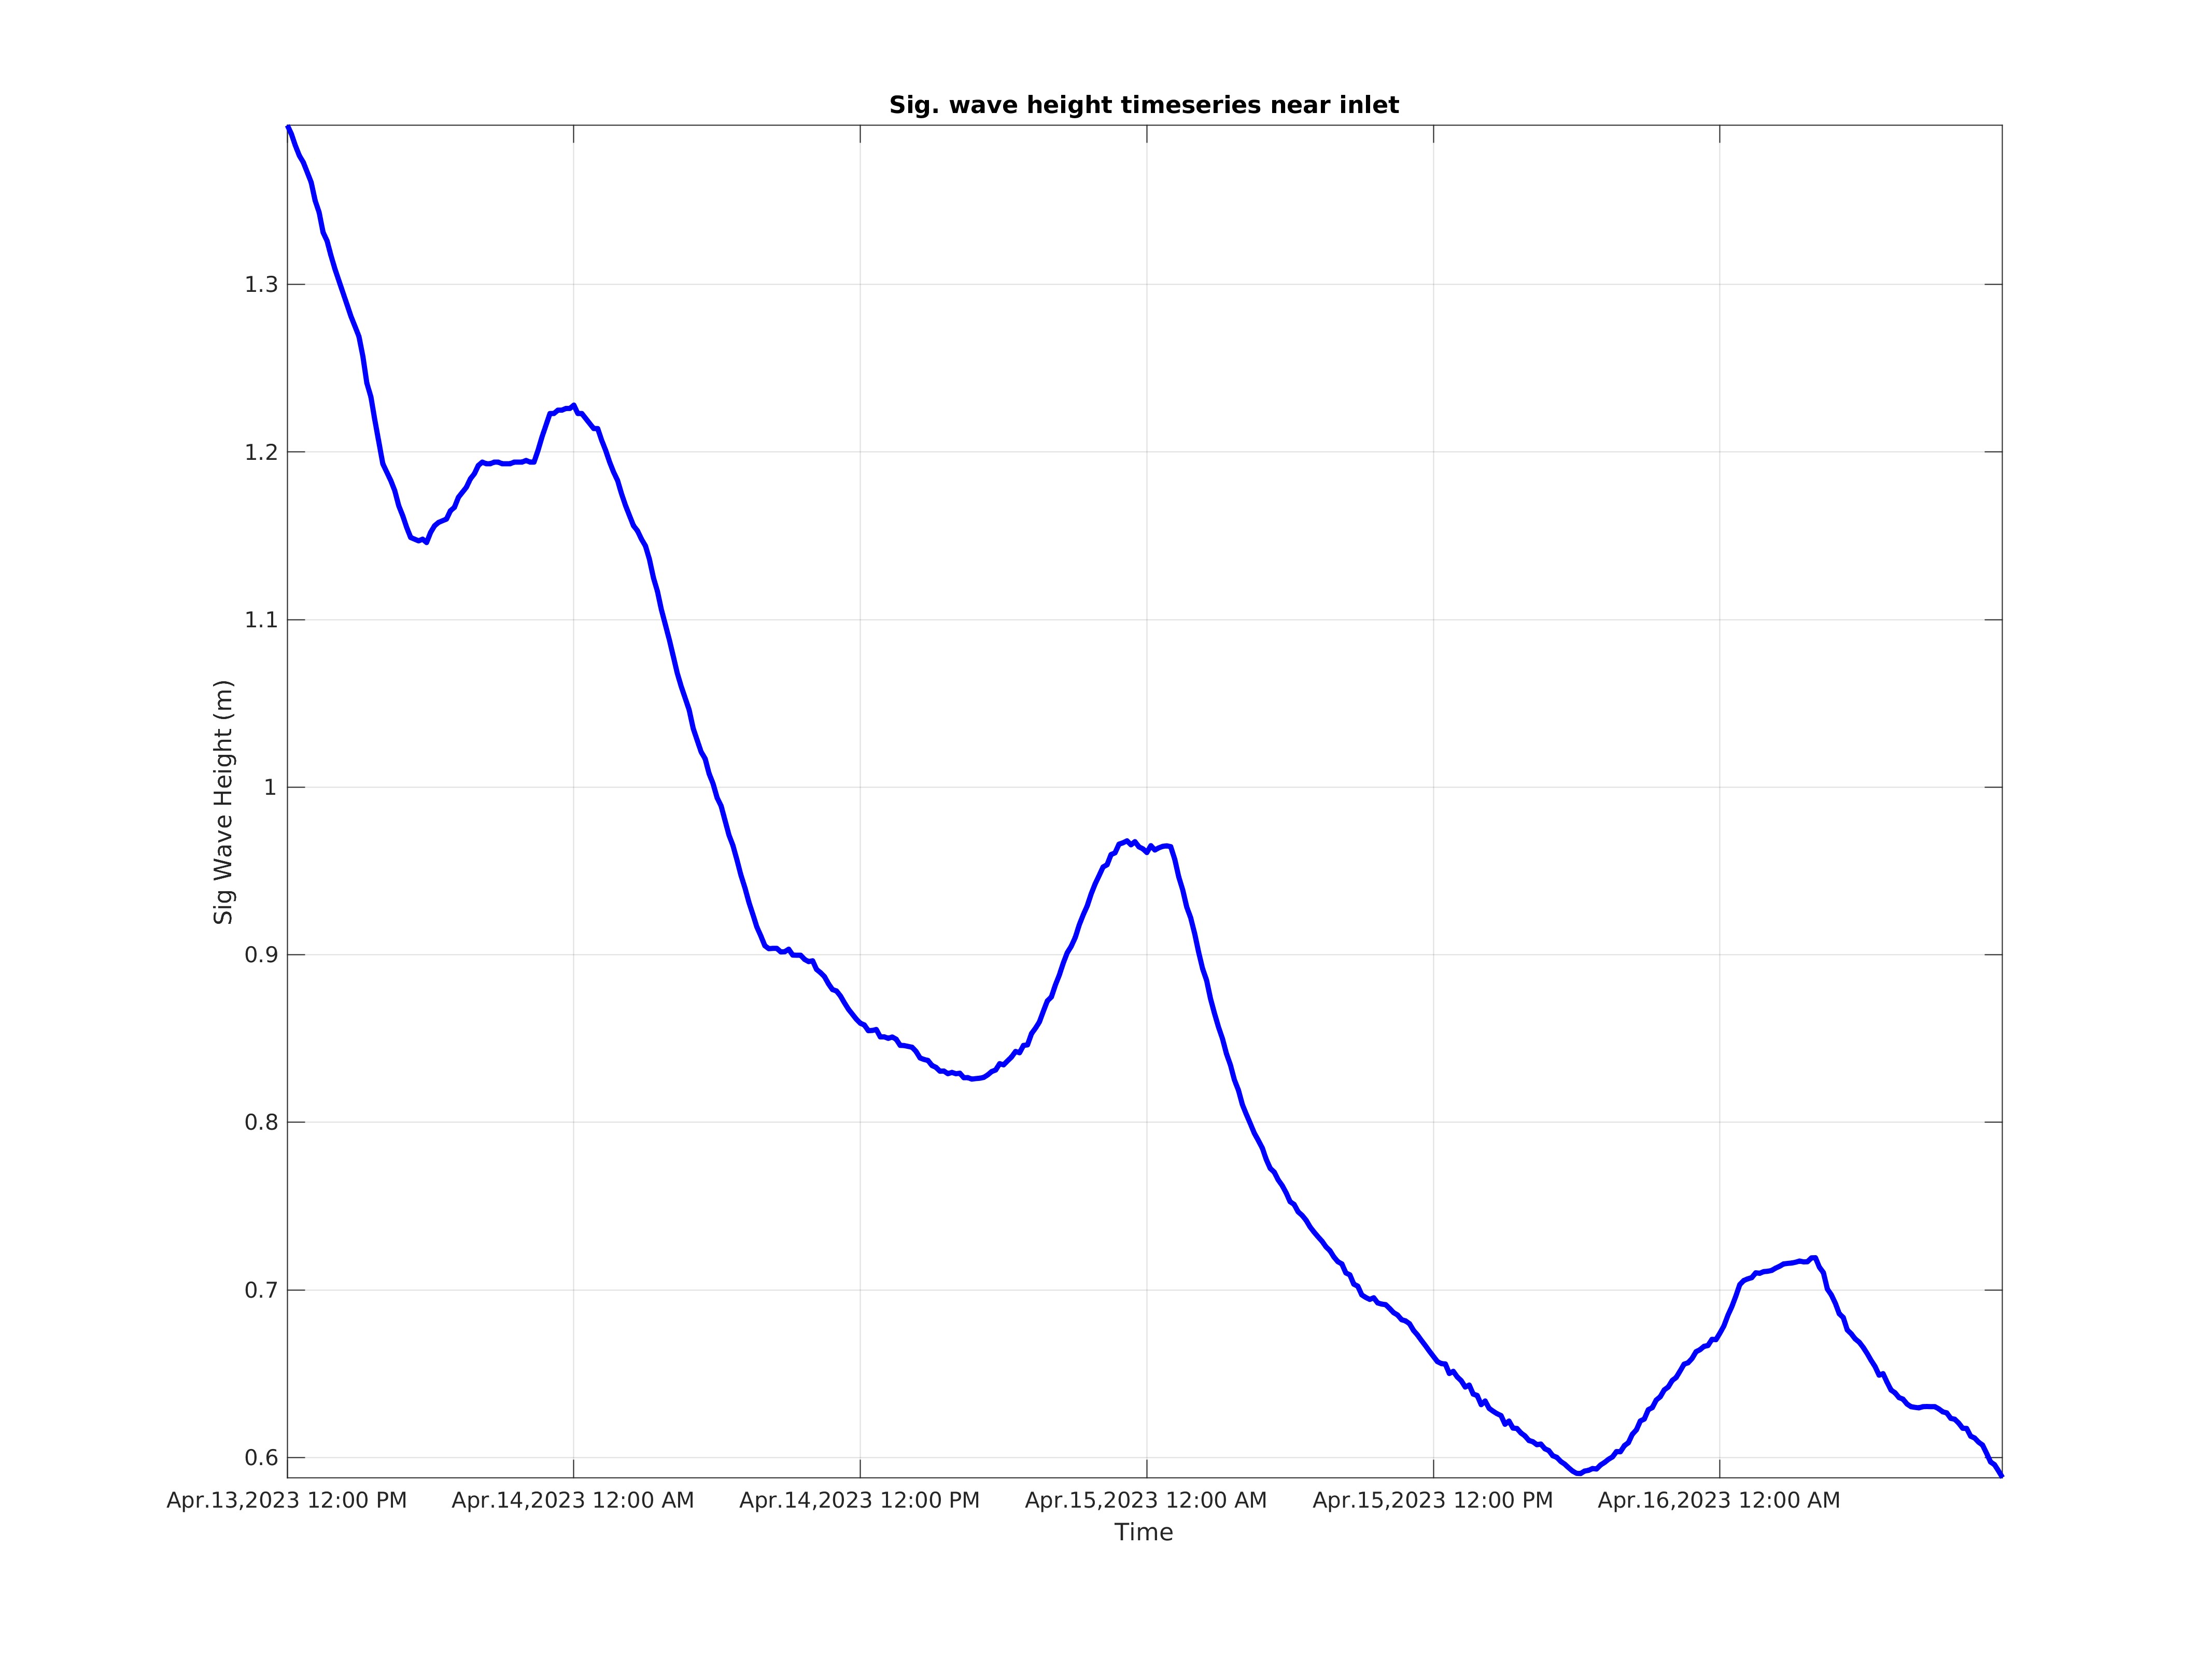 Sig. wave height timeseries near inlet
1.3
1.2
1.1
1
0.9
0.8
0.7
0.6
Sig Wave Height (m)
Apr.13,2023 12:00 PM Apr.14,2023 12:00 AM Apr.14,2023 12:00 PM Apr.15,2023 12:00 AM Apr.15,2023 12:00 PM Apr.16,2023 12:00 AM
Time